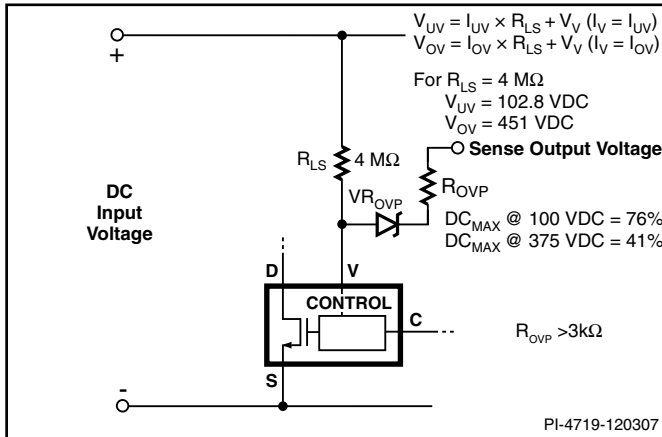 V_UV = I_UV × R_LS + V_V (I_V = I_UV)
V_OV = I_OV × R_LS + V_V (I_V = I_OV)
+
For R_LS = 4 MΩ
V_UV = 102.8 VDC
V_OV = 451 VDC
Sense Output Voltage
R_LS 4 MΩ
R_OVP
VR_OVP
DC
Input
Voltage
DC_MAX @ 100 VDC = 76%
DC_MAX @ 375 VDC = 41%
D V
CONTROL
C
R_OVP >3kΩ
S
-
PI-4719-120307